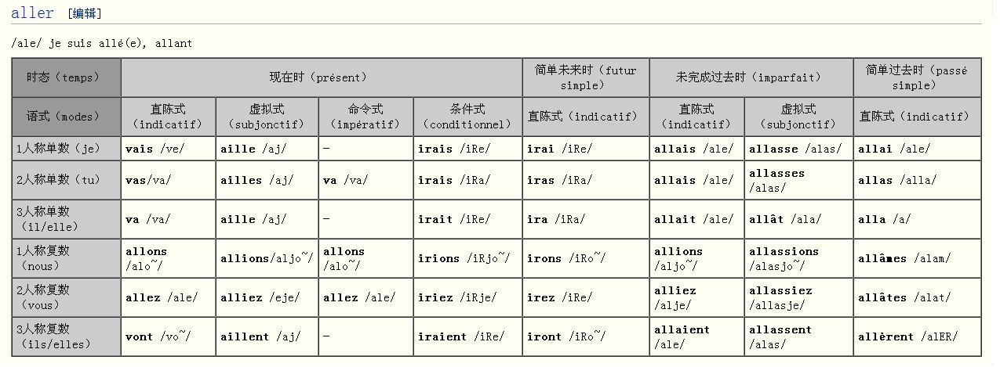 aller [编辑]
/ale/ je suis allé(e), allant
时态（temps） 现在时（présent） 简单未来时（futur simple） 未完成过去时（imparfait） 简单过去时（passé simple）
语式（modes） 直陈式（indicatif） 虚拟式（subjonctif） 命令式（impératif） 条件式（conditionnel） 直陈式（indicatif） 直陈式（indicatif） 虚拟式（subjonctif） 直陈式（indicatif）
1人称单数（je） vais /ve/ aille /aj/ – irais /iRe/ irai /iRe/ allais /ale/ allasse /alas/ allai /ale/
2人称单数（tu） vas/va/ ailles /aj/ va /va/ irais /iRa/ iras /iRa/ allais /ale/ allasses /alas/ allas /alla/
3人称单数（il/elle） va /va/ aille /aj/ – irait /iRe/ ira /iRa/ allait /ale/ allât /ala/ alla /a/
1人称复数（nous） allons /alo~/ allions/aljo~/ allons /alo~/ irions /iRjo~/ irons /iRo~/ allions /aljo~/ allassions /alasjo~/ allâmes /alam/
2人称复数（vous） allez /ale/ alliez /eje/ allez /ale/ iriez /iRje/ irez /iRe/ alliez /alje/ allassiez /allasje/ allâtes /alat/
3人称复数（ils/elles） vont /vo~/ aillent /aj/ – iraient /iRe/ iront /iRo~/ allaient /ale/ allassent /alas/ allèrent /alER/